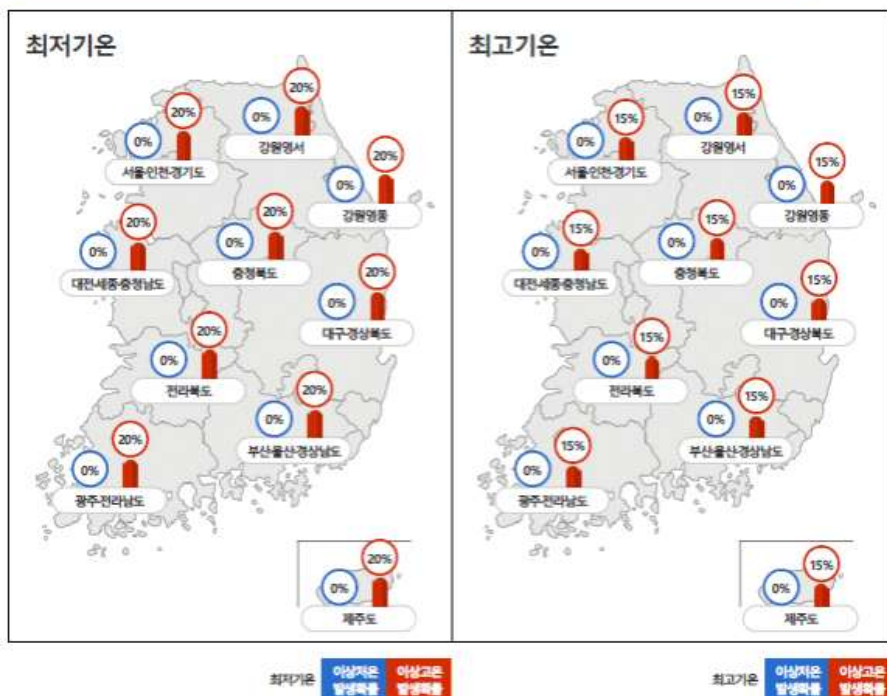 최저기온
20%
0%
강원영서
20%
0%
서울·인천·경기도
20%
0%
강원영동
20%
0%
대전·세종·충청남도
20%
0%
충청북도
20%
0%
대구·경상북도
20%
0%
전라북도
20%
0%
부산·울산·경상남도
20%
0%
광주·전라남도
20%
0%
제주도
최저기온 이상저온 발생확률 이상고온 발생확률
최고기온
15%
0%
강원영서
15%
0%
서울·인천·경기도
15%
0%
강원영동
15%
0%
대전·세종·충청남도
15%
0%
충청북도
15%
0%
대구·경상북도
15%
0%
전라북도
15%
0%
부산·울산·경상남도
15%
0%
광주·전라남도
15%
0%
제주도
최고기온 이상저온 발생확률 이상고온 발생확률